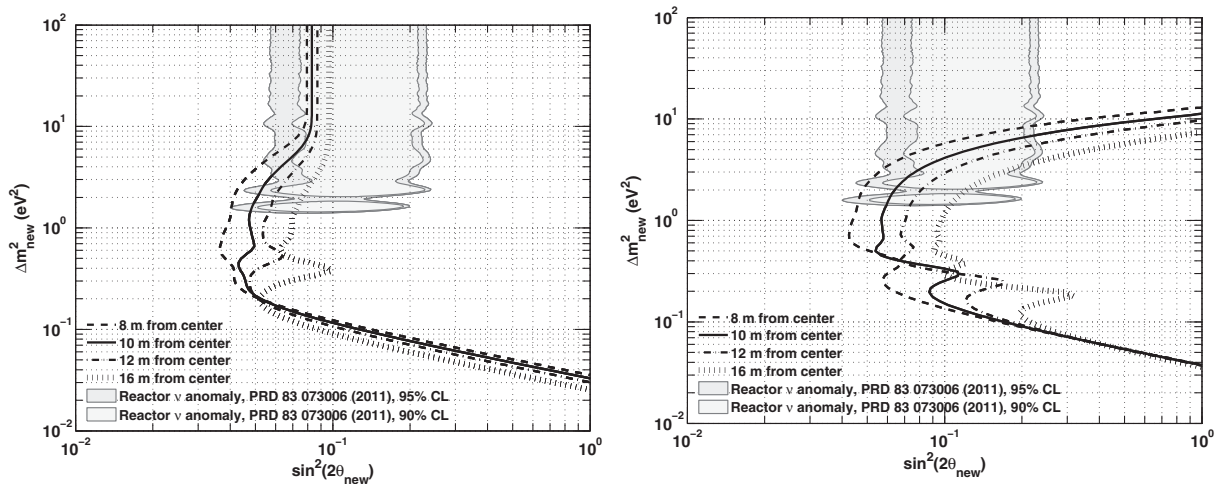 10²
10¹
10⁰
10⁻¹
10⁻²
Δm²new (eV²)
8 m from center
10 m from center
12 m from center
16 m from center
Reactor ν anomaly, PRD 83 073006 (2011), 95% CL
Reactor ν anomaly, PRD 83 073006 (2011), 90% CL
10⁻² 10⁻¹ 10⁰
sin²(2θnew)
10²
10¹
10⁰
10⁻¹
10⁻²
Δm²new (eV²)
8 m from center
10 m from center
12 m from center
16 m from center
Reactor ν anomaly, PRD 83 073006 (2011), 95% CL
Reactor ν anomaly, PRD 83 073006 (2011), 90% CL
10⁻² 10⁻¹ 10⁰
sin²(2θnew)